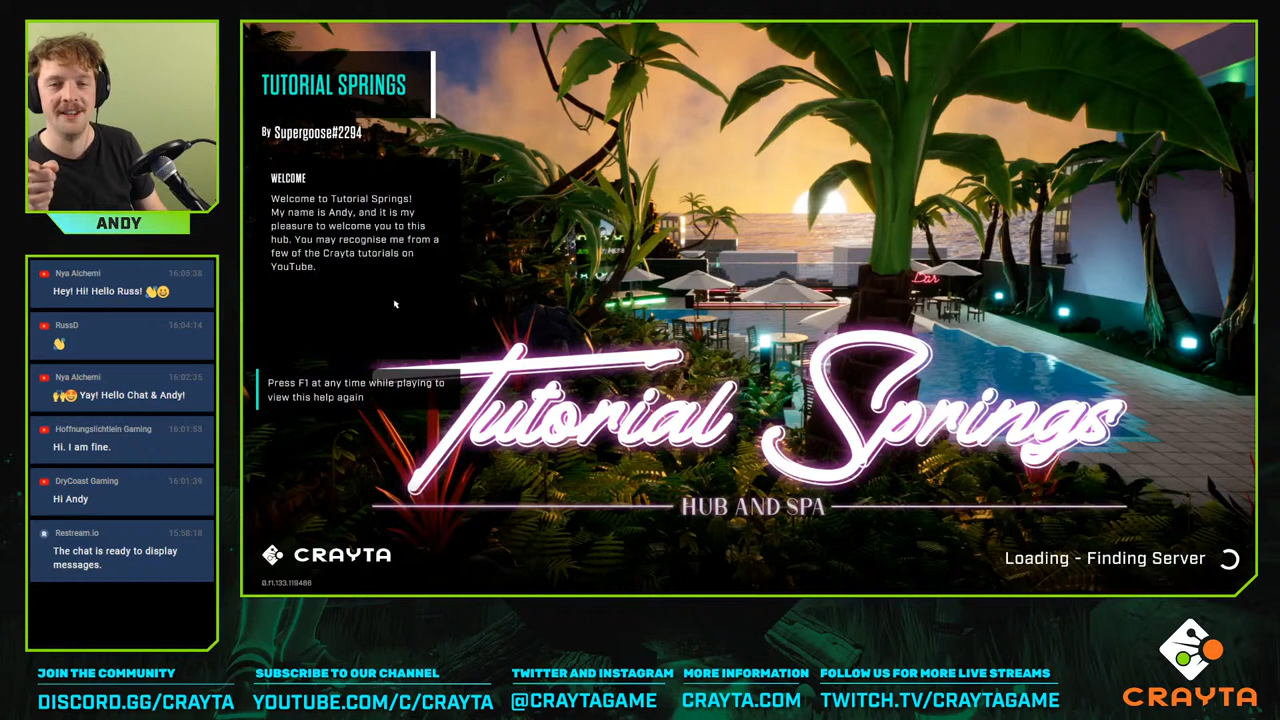 ANDY
Nya Alchemi 16:05:38
Hey! Hi! Hello Russ! 👋😄
RussD 16:04:14
👋
Nya Alchemi 16:02:35
🙌🤩 Yay! Hello Chat & Andy!
Hoffnungslichtlein Gaming 16:01:53
Hi. I am fine.
DryCoast Gaming 16:01:39
Hi Andy
Restream.io 15:58:18
The chat is ready to display
messages.
TUTORIAL SPRINGS
By Supergoose#2294
WELCOME
Welcome to Tutorial Springs!
My name is Andy, and it is my
pleasure to welcome you to this
hub. You may recognise me from a
few of the Crayta tutorials on
YouTube.
Press F1 at any time while playing to
view this help again
Bar
Tutorial Springs
HUB AND SPA
CRAYTA
0.f1.133.119486
Loading - Finding Server
JOIN THE COMMUNITY
DISCORD.GG/CRAYTA
SUBSCRIBE TO OUR CHANNEL
YOUTUBE.COM/C/CRAYTA
TWITTER AND INSTAGRAM
@CRAYTAGAME
MORE INFORMATION
CRAYTA.COM
FOLLOW US FOR MORE LIVE STREAMS
TWITCH.TV/CRAYTAGAME
CRAYTA